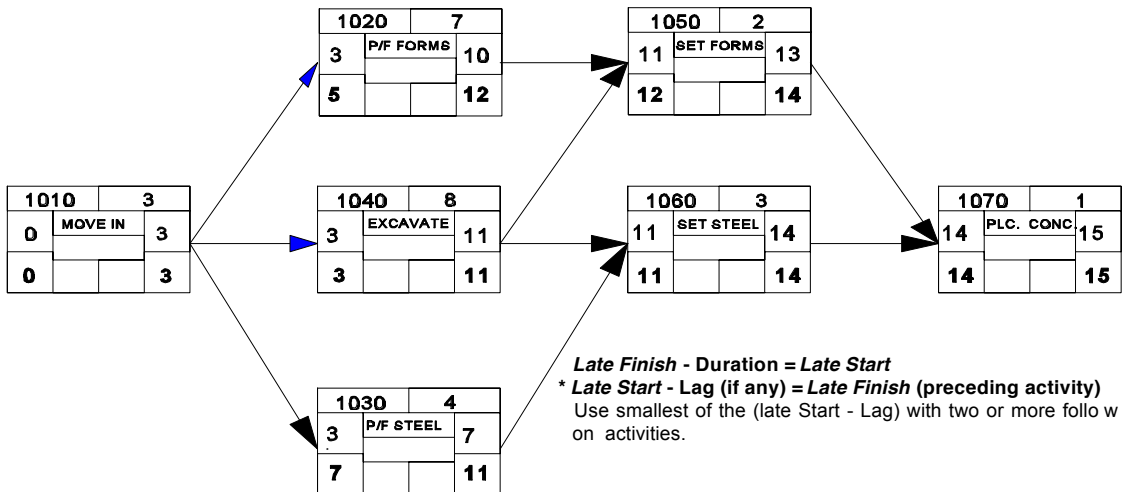 1020 7
P/F FORMS
3 10
5 12
1050 2
SET FORMS
11 13
12 14
1010 3
MOVE IN
0 3
0 3
1040 8
EXCAVATE
3 11
3 11
1060 3
SET STEEL
11 14
11 14
1070 1
PLC. CONC.
14 15
14 15
1030 4
P/F STEEL
3 7
7 11
Late Finish - Duration = Late Start
* Late Start - Lag (if any) = Late Finish (preceding activity)
Use smallest of the (late Start - Lag) with two or more follo w
on activities.